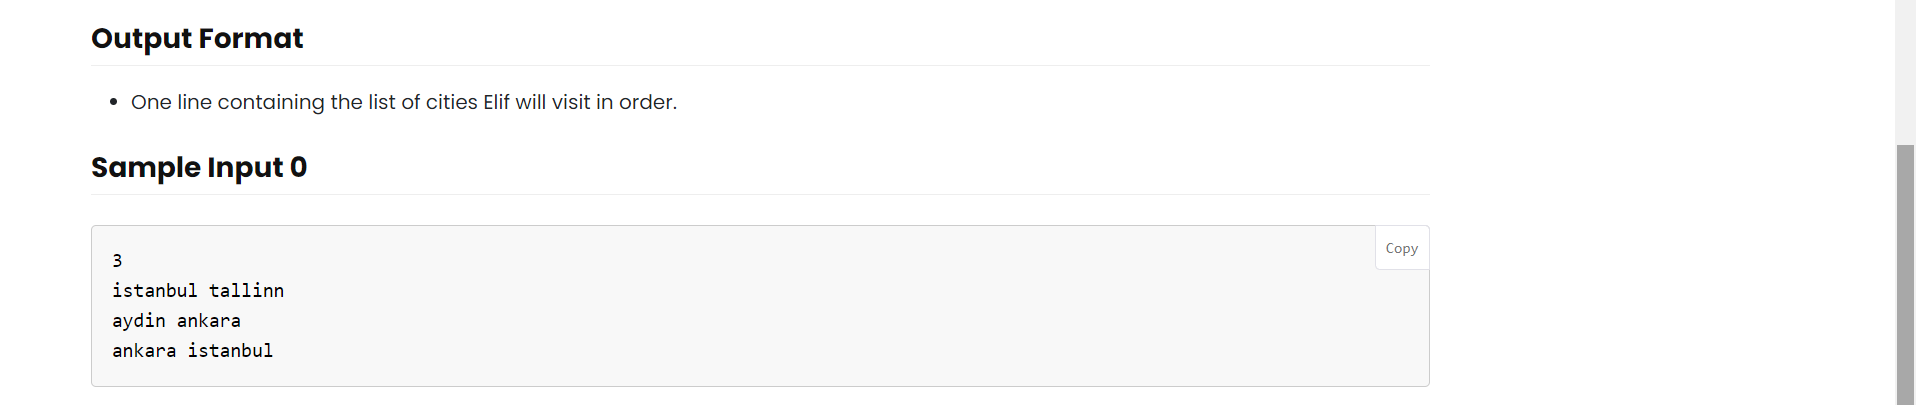 Output Format
One line containing the list of cities Elif will visit in order.
Sample Input 0
Copy
3
istanbul tallinn
aydin ankara
ankara istanbul